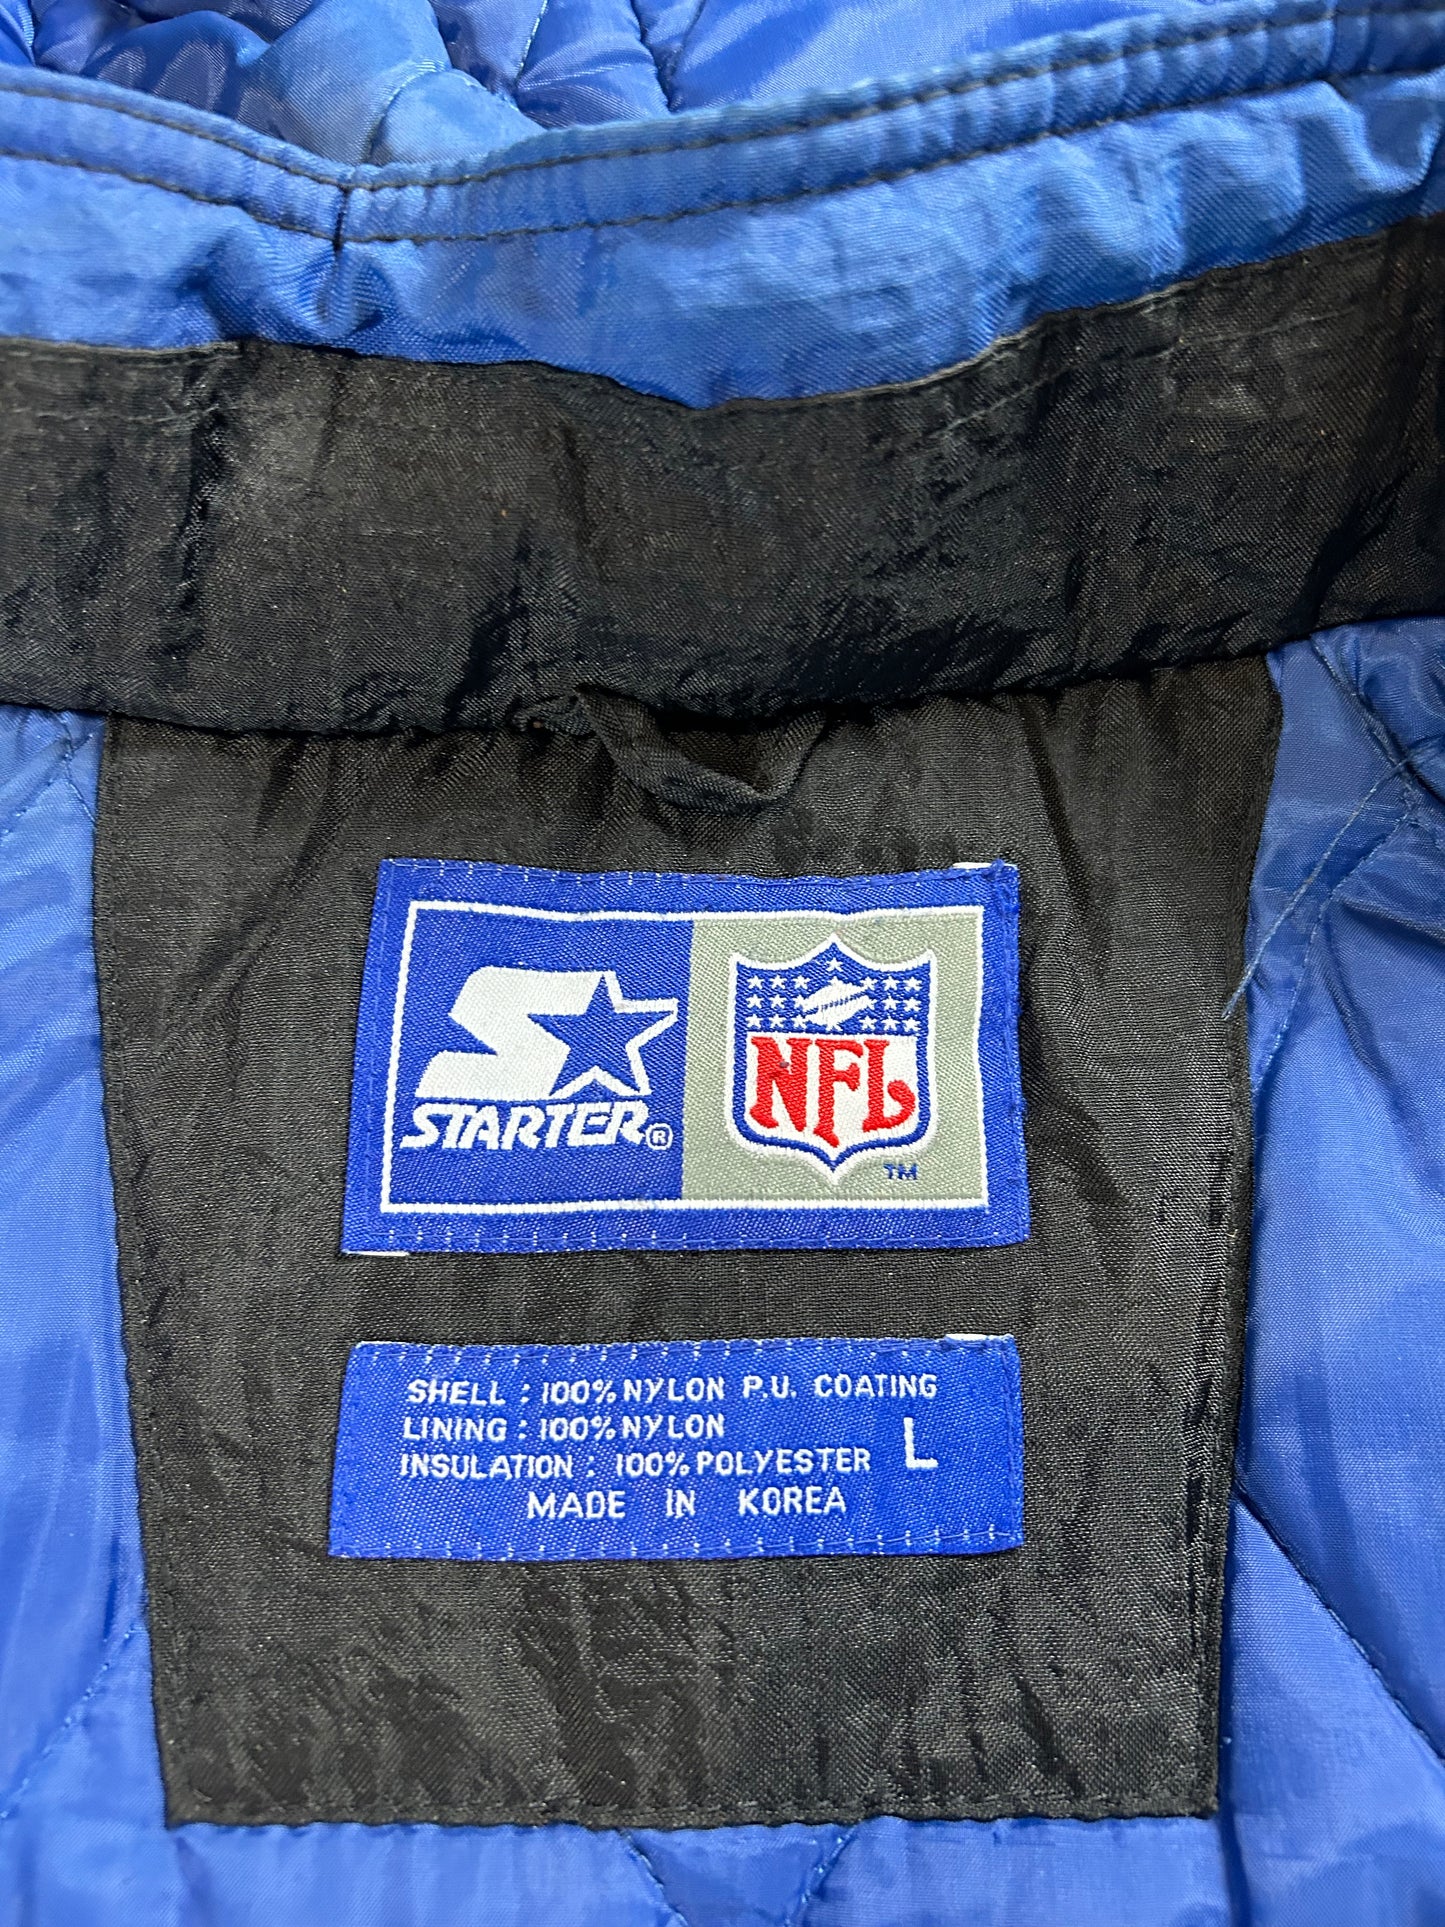 STARTER®
NFL
TM
SHELL : 100% NYLON P.U. COATING
LINING : 100% NYLON
L
INSULATION : 100% POLYESTER
MADE IN KOREA